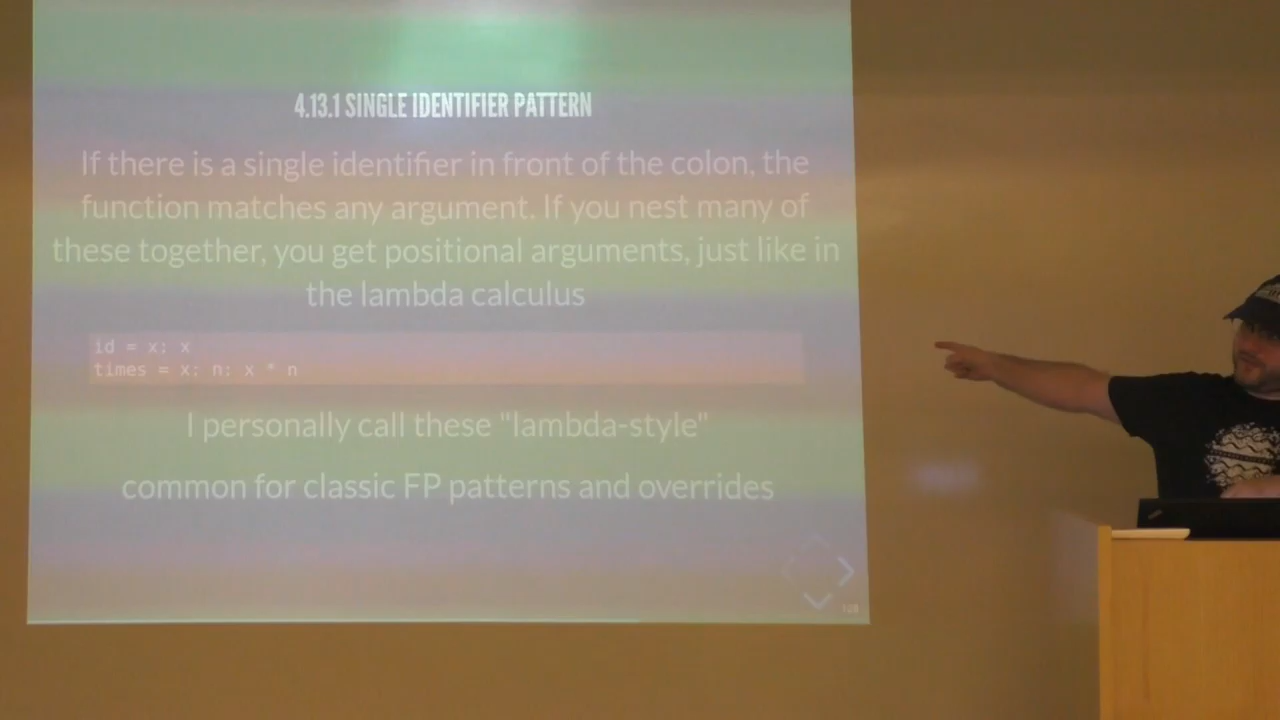 4.13.1 SINGLE IDENTIFIER PATTERN
If there is a single identifier in front of the colon, the
function matches any argument. If you nest many of
these together, you get positional arguments, just like in
the lambda calculus
id = x: x
times = x: n: x * n
I personally call these "lambda-style"
common for classic FP patterns and overrides